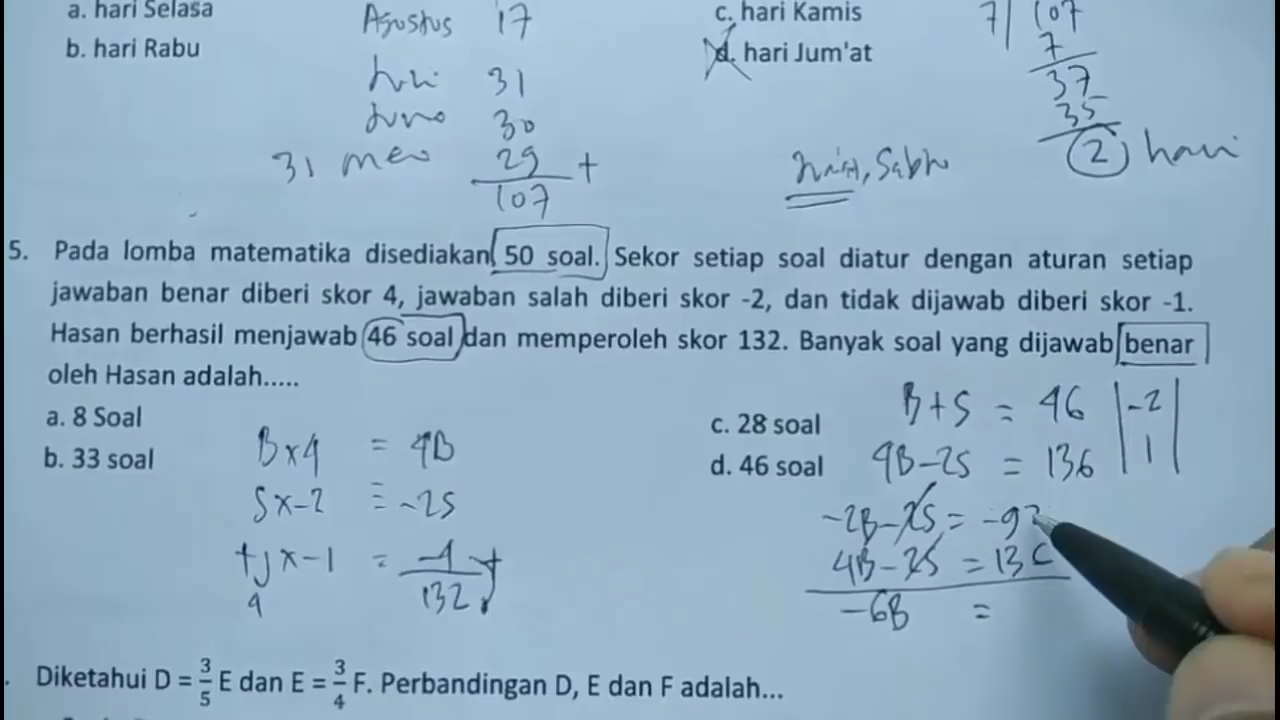 a. hari Selasa Agustus 17 c. hari Kamis 7 107
b. hari Rabu d. hari Jum'at 7
Juli 31 37
Juno 30 35
31 mei 29 + hari, Sabtu 2 hari
107
5. Pada lomba matematika disediakan 50 soal. Sekor setiap soal diatur dengan aturan setiap
jawaban benar diberi skor 4, jawaban salah diberi skor -2, dan tidak dijawab diberi skor -1.
Hasan berhasil menjawab 46 soal dan memperoleh skor 132. Banyak soal yang dijawab benar
oleh Hasan adalah.....
a. 8 Soal c. 28 soal B+S = 46 |-2|
b. 33 soal B×4 = 4B d. 46 soal 4B-2S = 136 |1|
S×-2 = -2S -2B-2S = -92
tj×-1 = -4 + 4B-2S = 136
4 132 -6B =
. Diketahui D = 3/5 E dan E = 3/4 F. Perbandingan D, E dan F adalah...